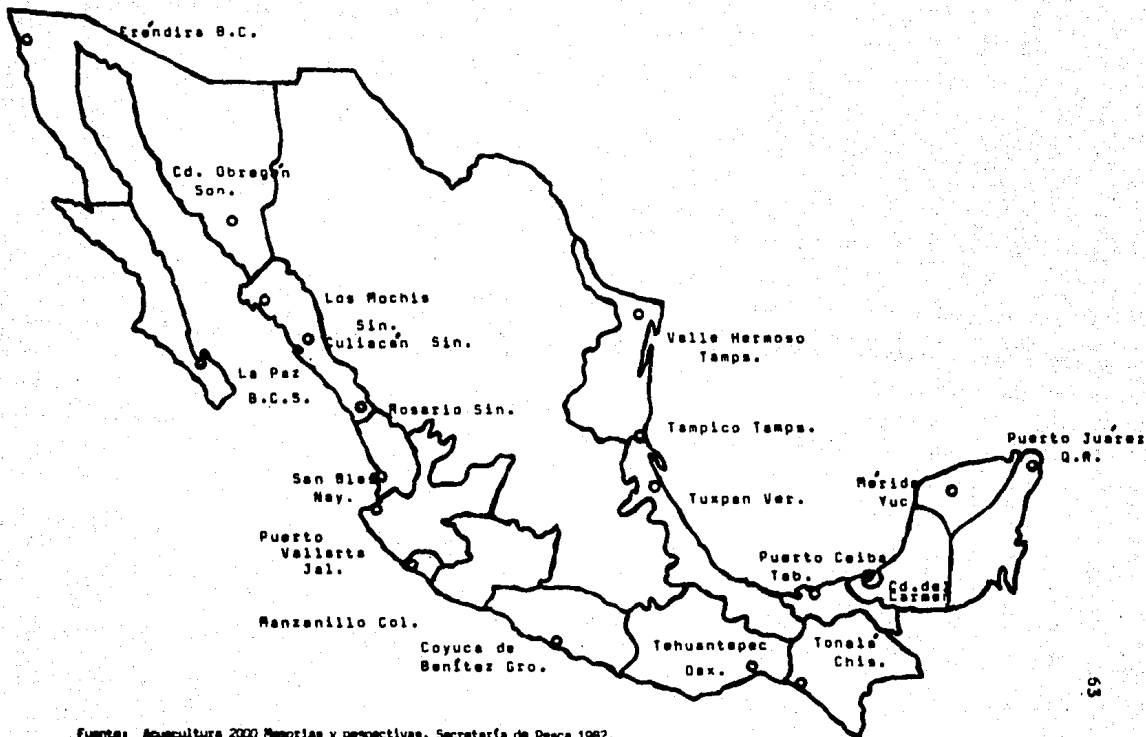 Eréndira B.C.
Cd. Obregón
Son.
Los Mochis
Sin.
Culiacán Sin.
La Paz
B.C.S.
Rosario Sin.
San Blas
Nay.
Puerto
Vallarta
Jal.
Manzanillo Col.
Coyuca de
Benítez Gro.
Valle Hermoso
Tamps.
Tampico Tamps.
Tuxpan Ver.
Puerto Juárez
Q.R.
Mérida
Yuc
Puerto Ceiba
Tab.
Cd. del
Carmen
Tehuantepec
Oax.
Tonalá
Chis.
63
Fuente: Acuacultura 2000 Memorias y pespectivas. Secretaría de Pesca 1982.